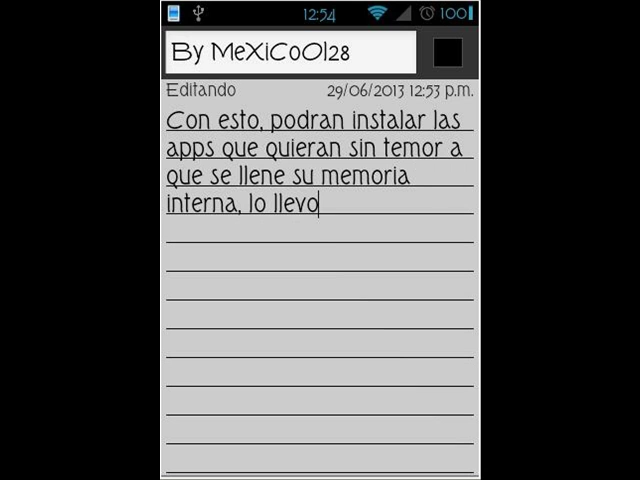 12:54 100
By MeXiCoOl28
Editando 29/06/2013 12:53 p.m.
Con esto, podran instalar las
apps que quieran sin temor a
que se llene su memoria
interna, lo llevo